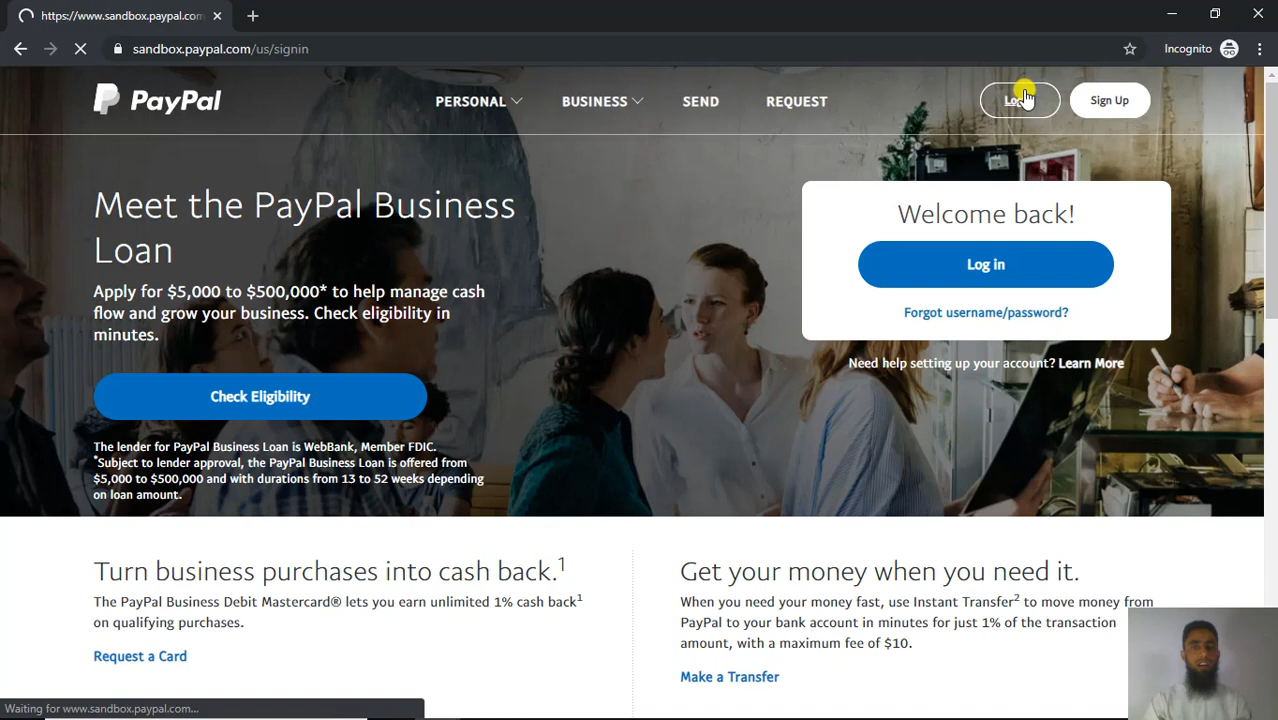 https://www.sandbox.paypal.com
sandbox.paypal.com/us/signin
Incognito
PayPal
PERSONAL
BUSINESS
SEND
REQUEST
Sign Up
Meet the PayPal Business
Loan
Apply for $5,000 to $500,000* to help manage cash
flow and grow your business. Check eligibility in
minutes.
Check Eligibility
The lender for PayPal Business Loan is WebBank, Member FDIC.
*Subject to lender approval, the PayPal Business Loan is offered from
$5,000 to $500,000 and with durations from 13 to 52 weeks depending
on loan amount.
Welcome back!
Log in
Forgot username/password?
Need help setting up your account? Learn More
Turn business purchases into cash back.1
The PayPal Business Debit Mastercard® lets you earn unlimited 1% cash back1
on qualifying purchases.
Request a Card
Get your money when you need it.
When you need your money fast, use Instant Transfer2 to move money from
PayPal to your bank account in minutes for just 1% of the transaction
amount, with a maximum fee of $10.
Make a Transfer
Waiting for www.sandbox.paypal.com...